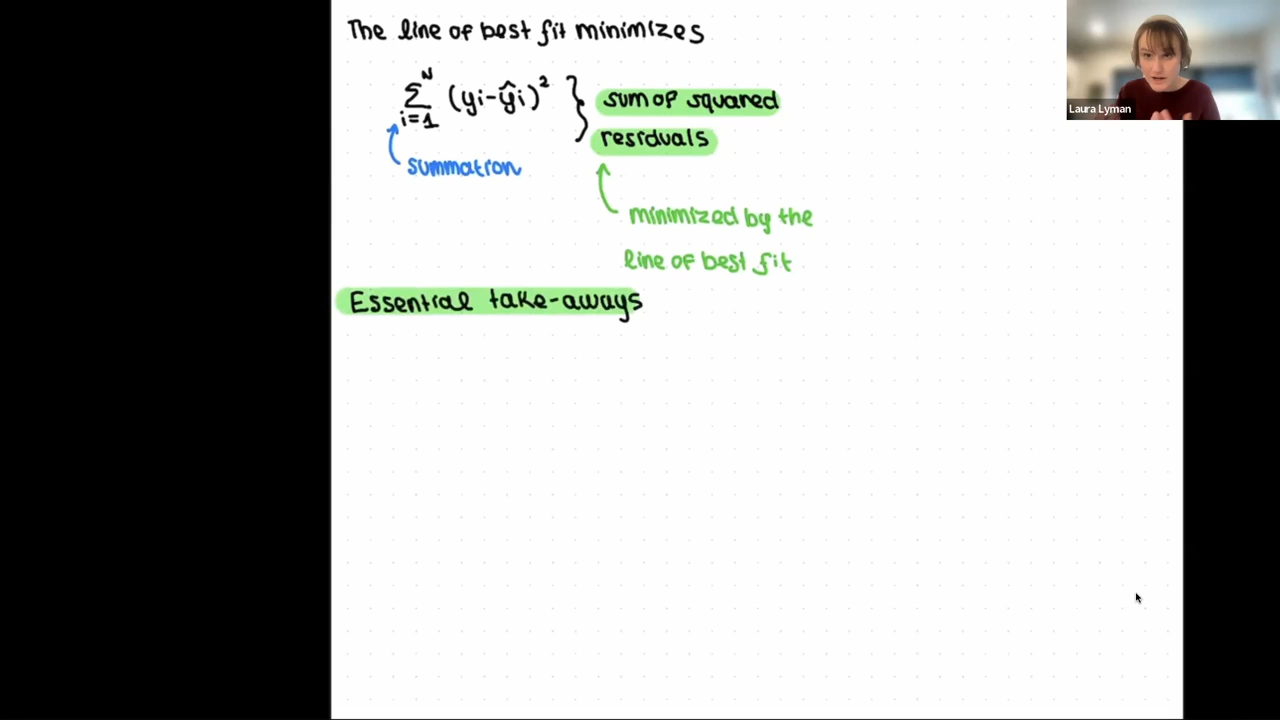 The line of best fit minimizes
N
∑ (yi-ŷi)²
i=1
sum of squared
residuals
summation
minimized by the
line of best fit
Essential take-aways
Laura Lyman